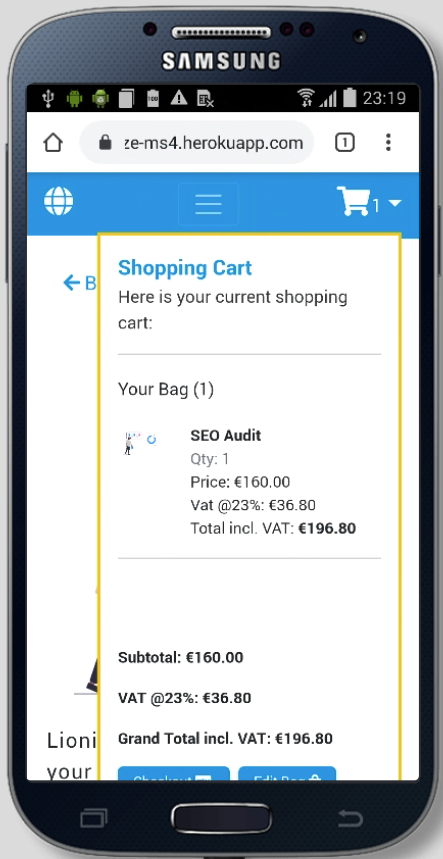 SAMSUNG
100
23:19
ze-ms4.herokuapp.com
1
1
B
Shopping Cart
Here is your current shopping
cart:
Your Bag (1)
SEO Audit
Qty: 1
Price: €160.00
Vat @23%: €36.80
Total incl. VAT: €196.80
Subtotal: €160.00
VAT @23%: €36.80
Lioni
Grand Total incl. VAT: €196.80
your
Checkout
Edit Bag